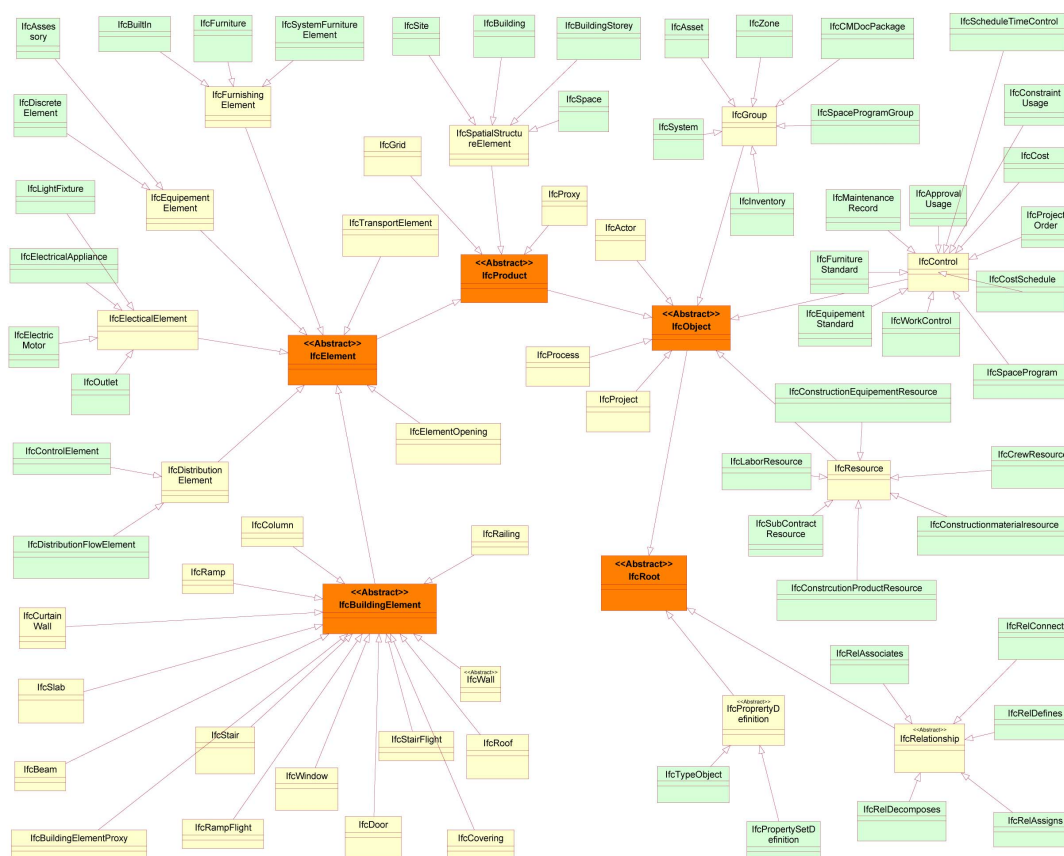 IfcAsses
sory
IfcBuiltIn
IfcFurniture
IfcSystemFurniture
Element
IfcSite
IfcBuilding
IfcBuildingStorey
IfcAsset
IfcZone
IfcCMDocPackage
IfcScheduleTimeControl
IfcDiscrete
Element
IfcFurnishing
Element
IfcSpace
IfcSpatialStructu
reElement
IfcGroup
IfcSystem
IfcSpaceProgramGroup
IfcConstraint
Usage
IfcGrid
IfcCost
IfcLightFixture
IfcEquipement
Element
IfcTransportElement
IfcProxy
IfcActor
IfcInventory
IfcMaintenance
Record
IfcApproval
Usage
IfcProject
Order
IfcElectricalAppliance
<<Abstract>>
IfcProduct
IfcFurniture
Standard
IfcControl
IfcCostSchedule
IfcElecticalElement
IfcElectric
Motor
<<Abstract>>
IfcElement
<<Abstract>>
IfcObject
IfcEquipement
Standard
IfcWorkControl
IfcOutlet
IfcProcess
IfcProject
IfcSpaceProgram
IfcConstructionEquipementResource
IfcElementOpening
IfcControlElement
IfcDistribution
Element
IfcLaborResource
IfcResource
IfcCrewResource
IfcSubContract
Resource
IfcConstructionmaterialresource
IfcDistributionFlowElement
IfcColumn
IfcRailing
IfcRamp
<<Abstract>>
IfcBuildingElement
<<Abstract>>
IfcRoot
IfcConstrcutionProductResource
IfcCurtain
Wall
IfcRelConnect
IfcRelAssociates
IfcSlab
<<Abstract>>
IfcWall
<<Abstract>>
IfcProprertyD
efinition
IfcRelDefines
<<Abstract>>
IfcRelationship
IfcStair
IfcStairFlight
IfcRoof
IfcBeam
IfcWindow
IfcTypeObject
IfcRelDecomposes
IfcRelAssigns
IfcBuildingElementProxy
IfcRampFlight
IfcDoor
IfcCovering
IfcPropertySetD
efinition